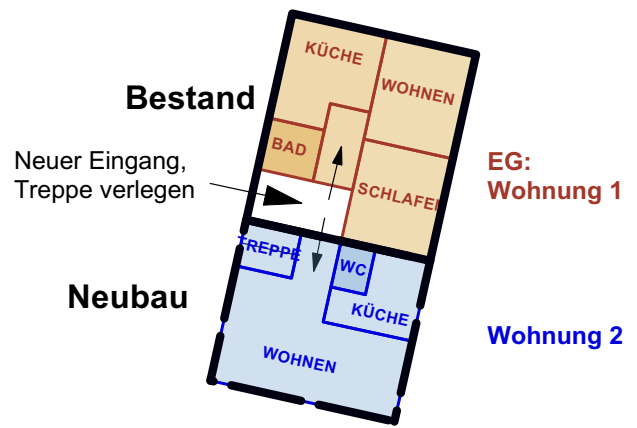 KÜCHE
WOHNEN
Bestand
BAD
Neuer Eingang,
Treppe verlegen
SCHLAFEN
EG:
Wohnung 1
TREPPE
WC
Neubau
KÜCHE
WOHNEN
Wohnung 2